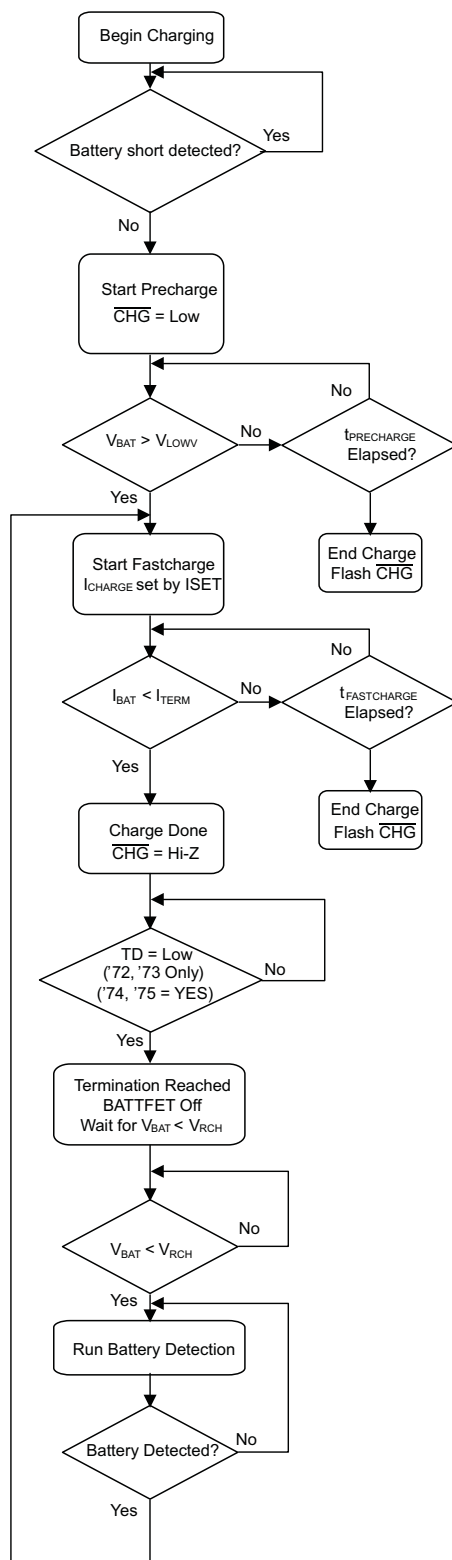 Begin Charging
Battery short detected?
Yes
No
Start Precharge
CHG = Low
No
VBAT > VLOWV
No
tPRECHARGE
Elapsed?
Yes
Start Fastcharge
ICHARGE set by ISET
End Charge
Flash CHG
No
IBAT < ITERM
No
tFASTCHARGE
Elapsed?
Yes
Charge Done
CHG = Hi-Z
End Charge
Flash CHG
TD = Low
('72, '73 Only)
('74, '75 = YES)
No
Yes
Termination Reached
BATTFET Off
Wait for VBAT < VRCH
VBAT < VRCH
No
Yes
Run Battery Detection
Battery Detected?
No
Yes